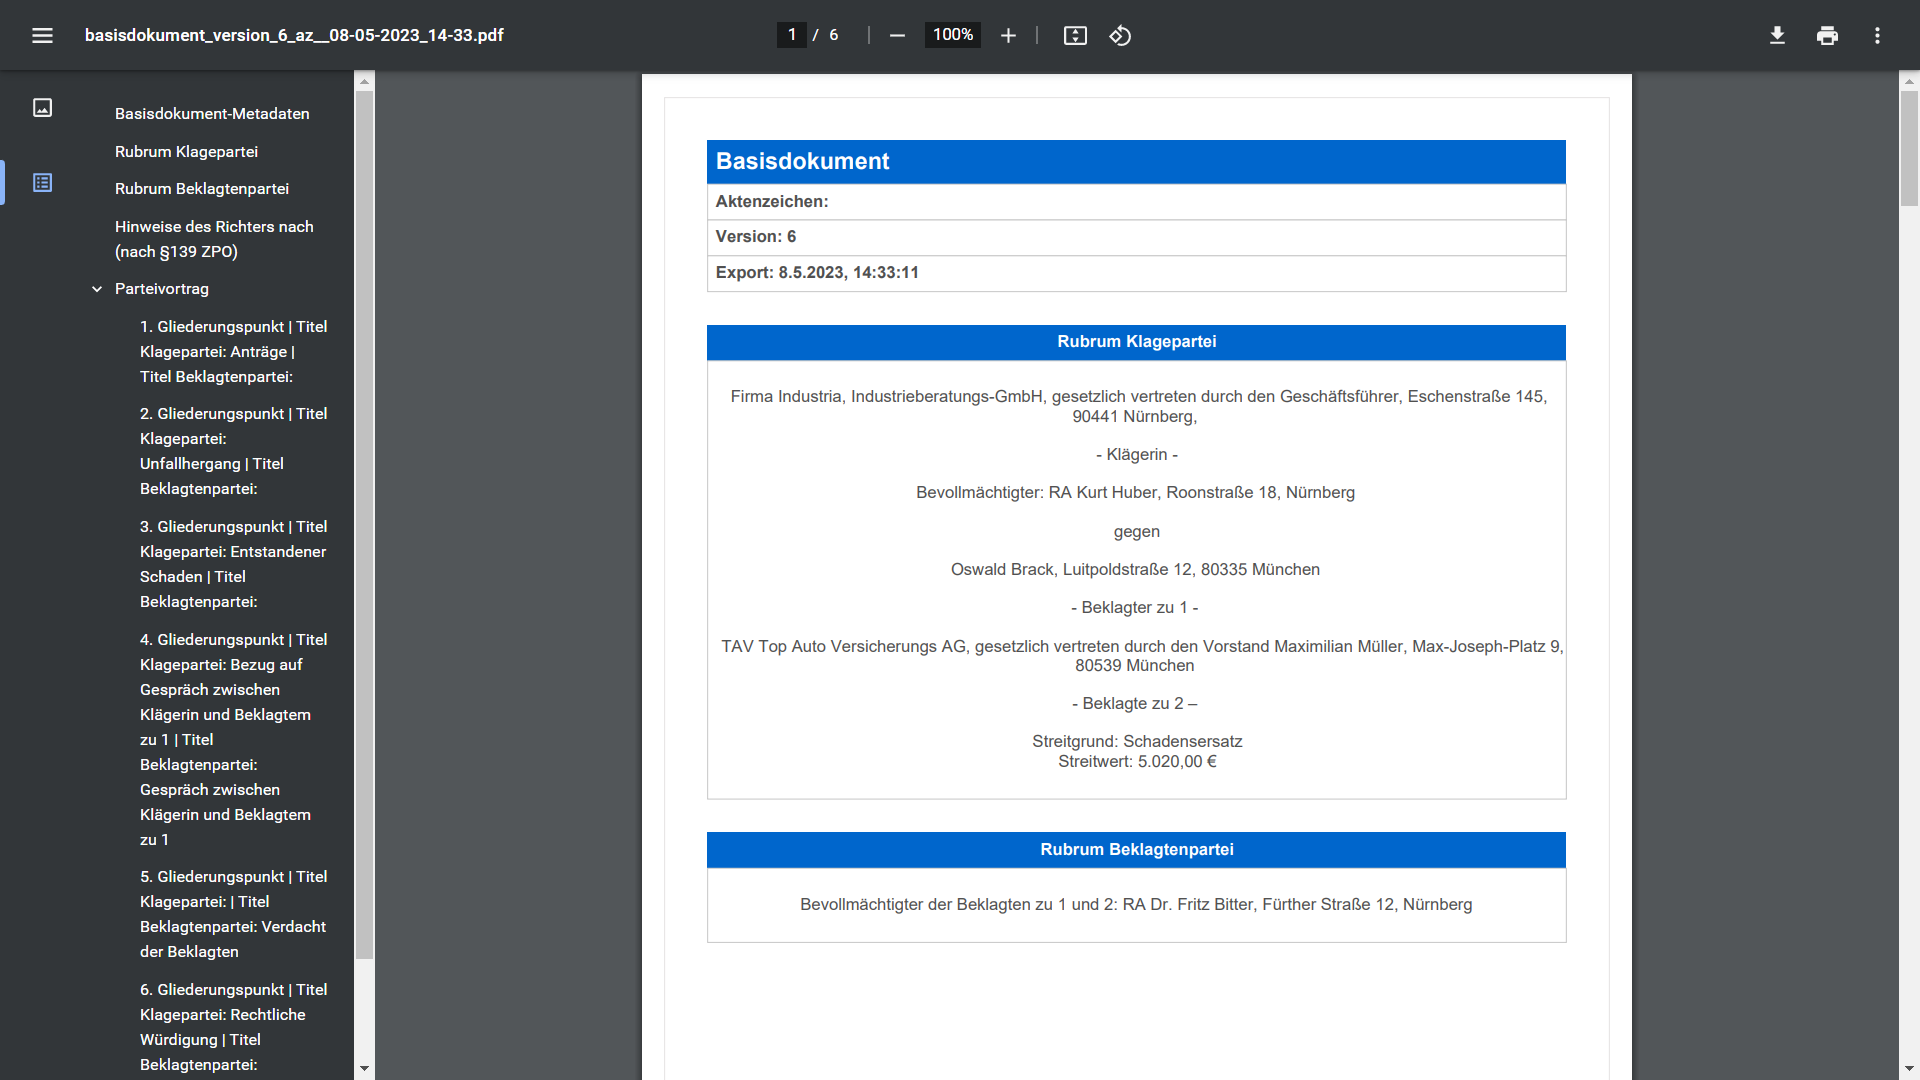 basisdokument_version_6_az__08-05-2023_14-33.pdf
1 / 6
100%
Basisdokument-Metadaten
Rubrum Klagepartei
Rubrum Beklagtenpartei
Hinweise des Richters nach
(nach §139 ZPO)
Parteivortrag
1. Gliederungspunkt | Titel
Klagepartei: Anträge |
Titel Beklagtenpartei:
2. Gliederungspunkt | Titel
Klagepartei:
Unfallhergang | Titel
Beklagtenpartei:
3. Gliederungspunkt | Titel
Klagepartei: Entstandener
Schaden | Titel
Beklagtenpartei:
4. Gliederungspunkt | Titel
Klagepartei: Bezug auf
Gespräch zwischen
Klägerin und Beklagtem
zu 1 | Titel
Beklagtenpartei:
Gespräch zwischen
Klägerin und Beklagtem
zu 1
5. Gliederungspunkt | Titel
Klagepartei: | Titel
Beklagtenpartei: Verdacht
der Beklagten
6. Gliederungspunkt | Titel
Klagepartei: Rechtliche
Würdigung | Titel
Beklagtenpartei:
Basisdokument
Aktenzeichen:
Version: 6
Export: 8.5.2023, 14:33:11
Rubrum Klagepartei
Firma Industria, Industrieberatungs-GmbH, gesetzlich vertreten durch den Geschäftsführer, Eschenstraße 145,
90441 Nürnberg,
- Klägerin -
Bevollmächtigter: RA Kurt Huber, Roonstraße 18, Nürnberg
gegen
Oswald Brack, Luitpoldstraße 12, 80335 München
- Beklagter zu 1 -
TAV Top Auto Versicherungs AG, gesetzlich vertreten durch den Vorstand Maximilian Müller, Max-Joseph-Platz 9,
80539 München
- Beklagte zu 2 –
Streitgrund: Schadensersatz
Streitwert: 5.020,00 €
Rubrum Beklagtenpartei
Bevollmächtigter der Beklagten zu 1 und 2: RA Dr. Fritz Bitter, Fürther Straße 12, Nürnberg